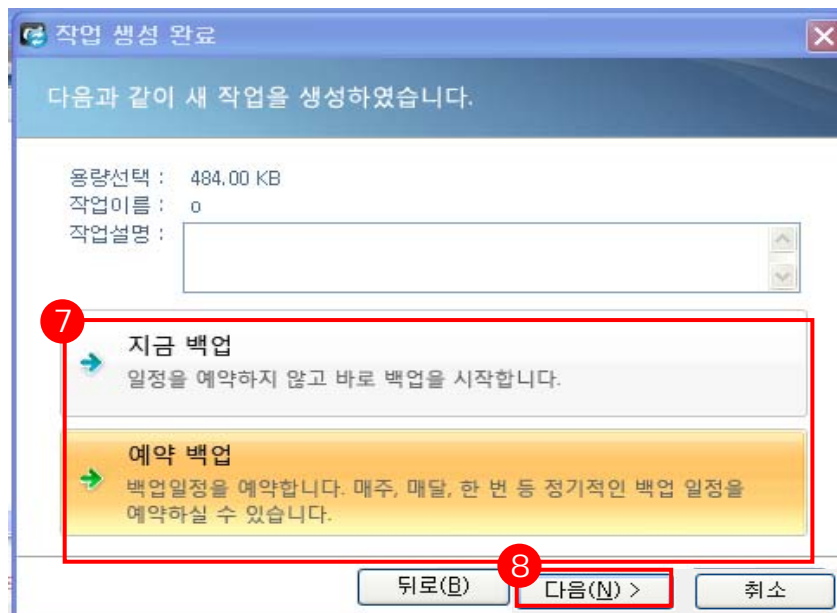 작업 생성 완료
다음과 같이 새 작업을 생성하였습니다.
용량선택 : 484,00 KB
작업이름 : o
작업설명 :
7
지금 백업
일정을 예약하지 않고 바로 백업을 시작합니다.
예약 백업
백업일정을 예약합니다. 매주, 매달, 한 번 등 정기적인 백업 일정을
예약하실 수 있습니다.
8
뒤로(B) 다음(N) > 취소